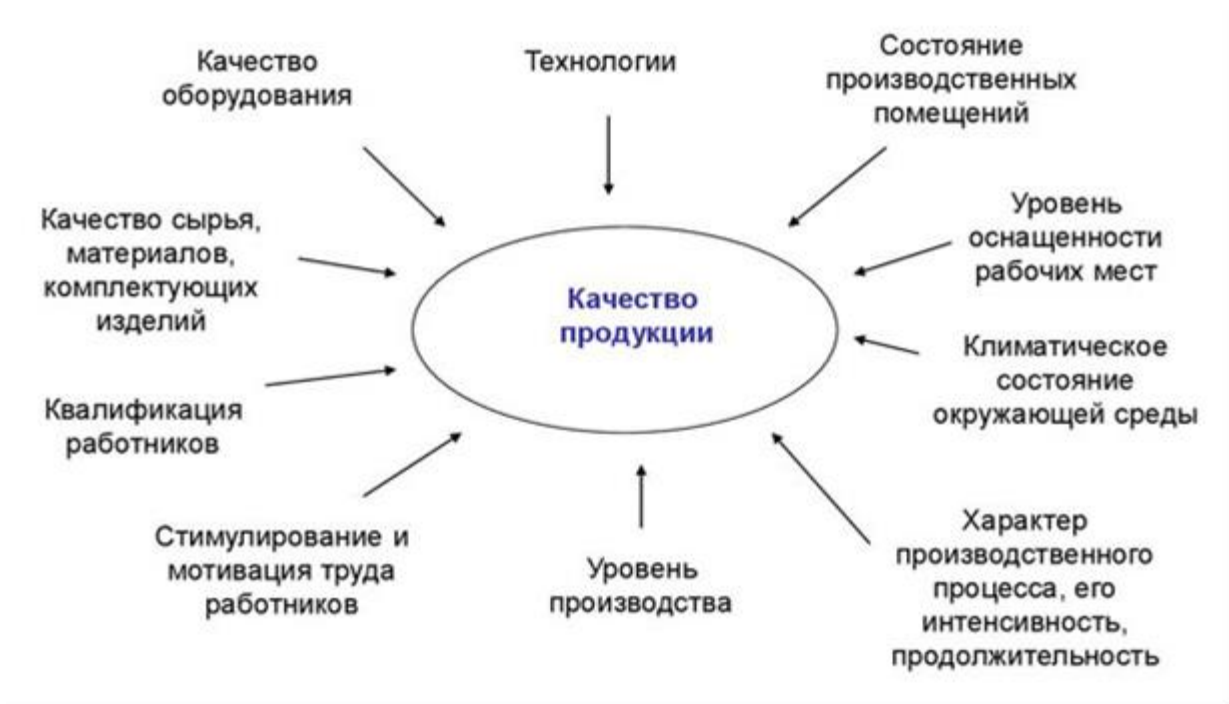 Качество
оборудования
Технологии
Состояние
производственных
помещений
Качество сырья,
материалов,
комплектующих
изделий
Уровень
оснащенности
рабочих мест
Качество
продукции
Климатическое
состояние
окружающей среды
Квалификация
работников
Стимулирование и
мотивация труда
работников
Уровень
производства
Характер
производственного
процесса, его
интенсивность,
продолжительность